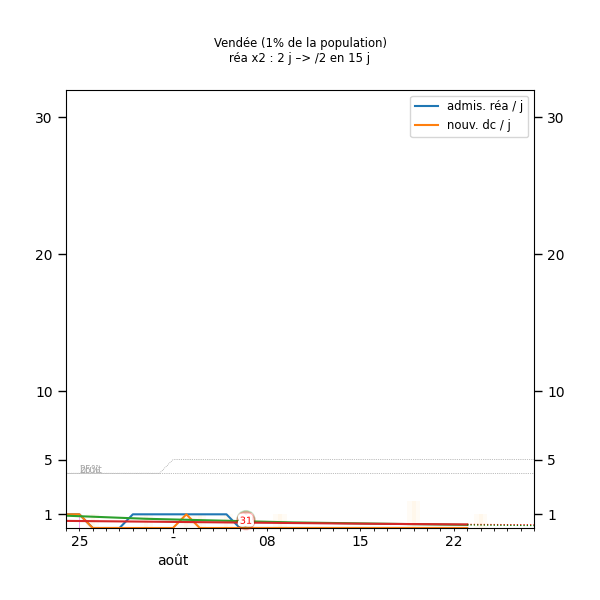 Vendée (1% de la population)
réa x2 : 2 j –> /2 en 15 j
admis. réa / j
nouv. dc / j
30 30
20 20
10 10
5 5
25%
1 1
31
25 - 08 15 22
août